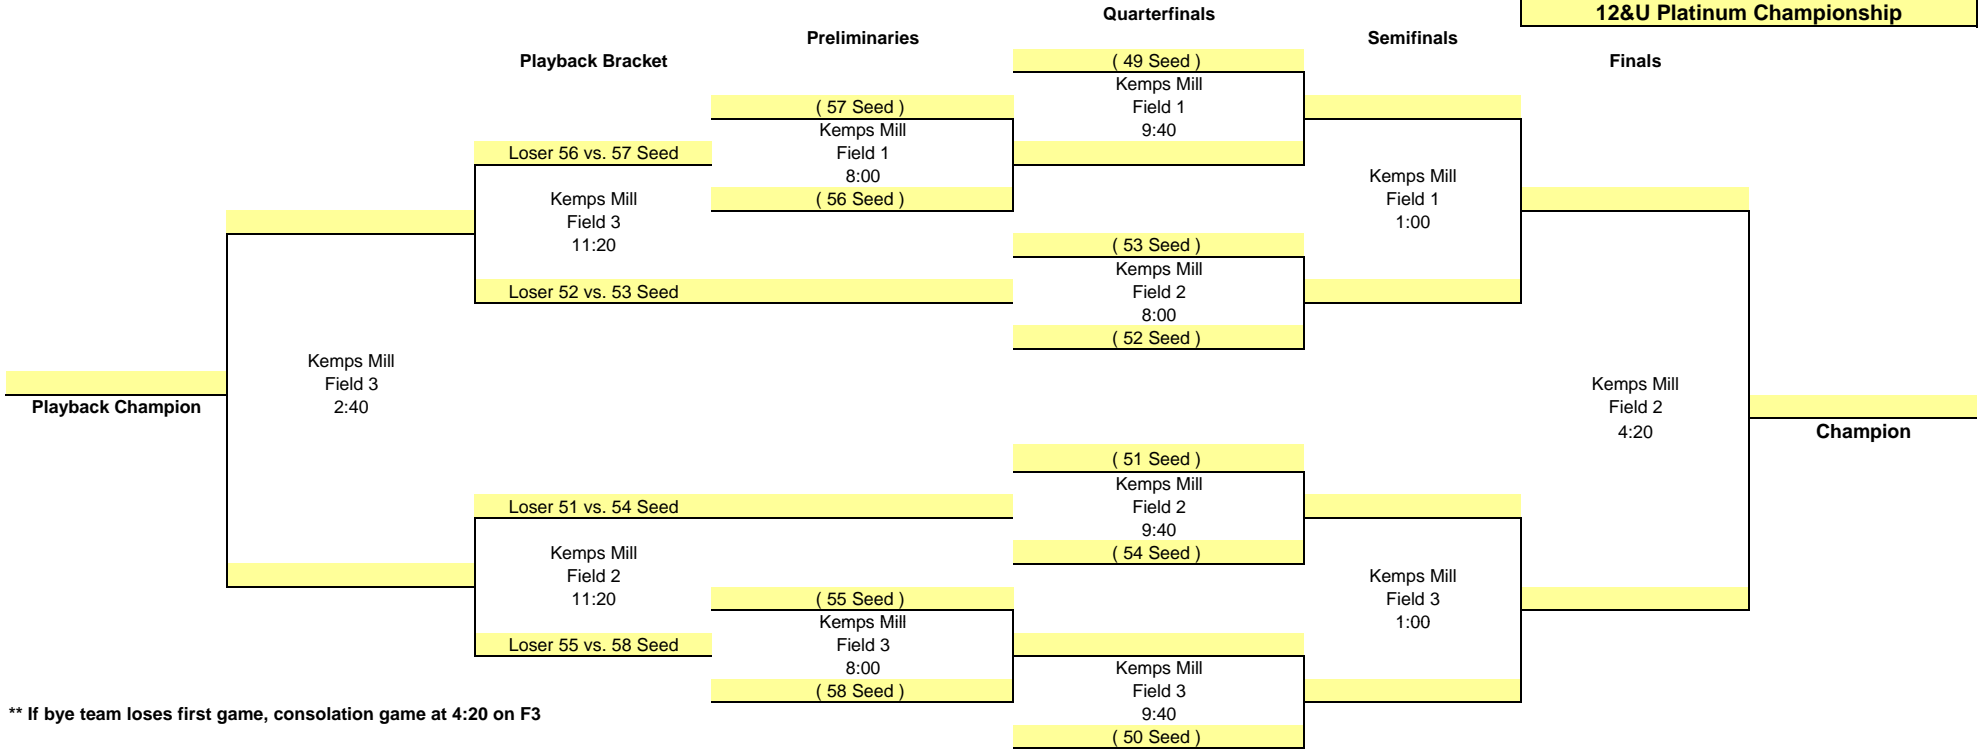 12&U Platinum Championship
Quarterfinals
Preliminaries
Semifinals
Playback Bracket
( 49 Seed )
Finals
Kemps Mill
Field 1
9:40
( 57 Seed )
Kemps Mill
Field 1
8:00
( 56 Seed )
Loser 56 vs. 57 Seed
Kemps Mill
Field 3
11:20
Kemps Mill
Field 1
1:00
( 53 Seed )
Kemps Mill
Field 2
8:00
( 52 Seed )
Loser 52 vs. 53 Seed
Kemps Mill
Field 3
2:40
Playback Champion
Kemps Mill
Field 2
4:20
Champion
( 51 Seed )
Kemps Mill
Field 2
9:40
( 54 Seed )
Loser 51 vs. 54 Seed
Kemps Mill
Field 2
11:20
Kemps Mill
Field 3
1:00
( 55 Seed )
Kemps Mill
Field 3
8:00
( 58 Seed )
Loser 55 vs. 58 Seed
Kemps Mill
Field 3
9:40
( 50 Seed )
** If bye team loses first game, consolation game at 4:20 on F3